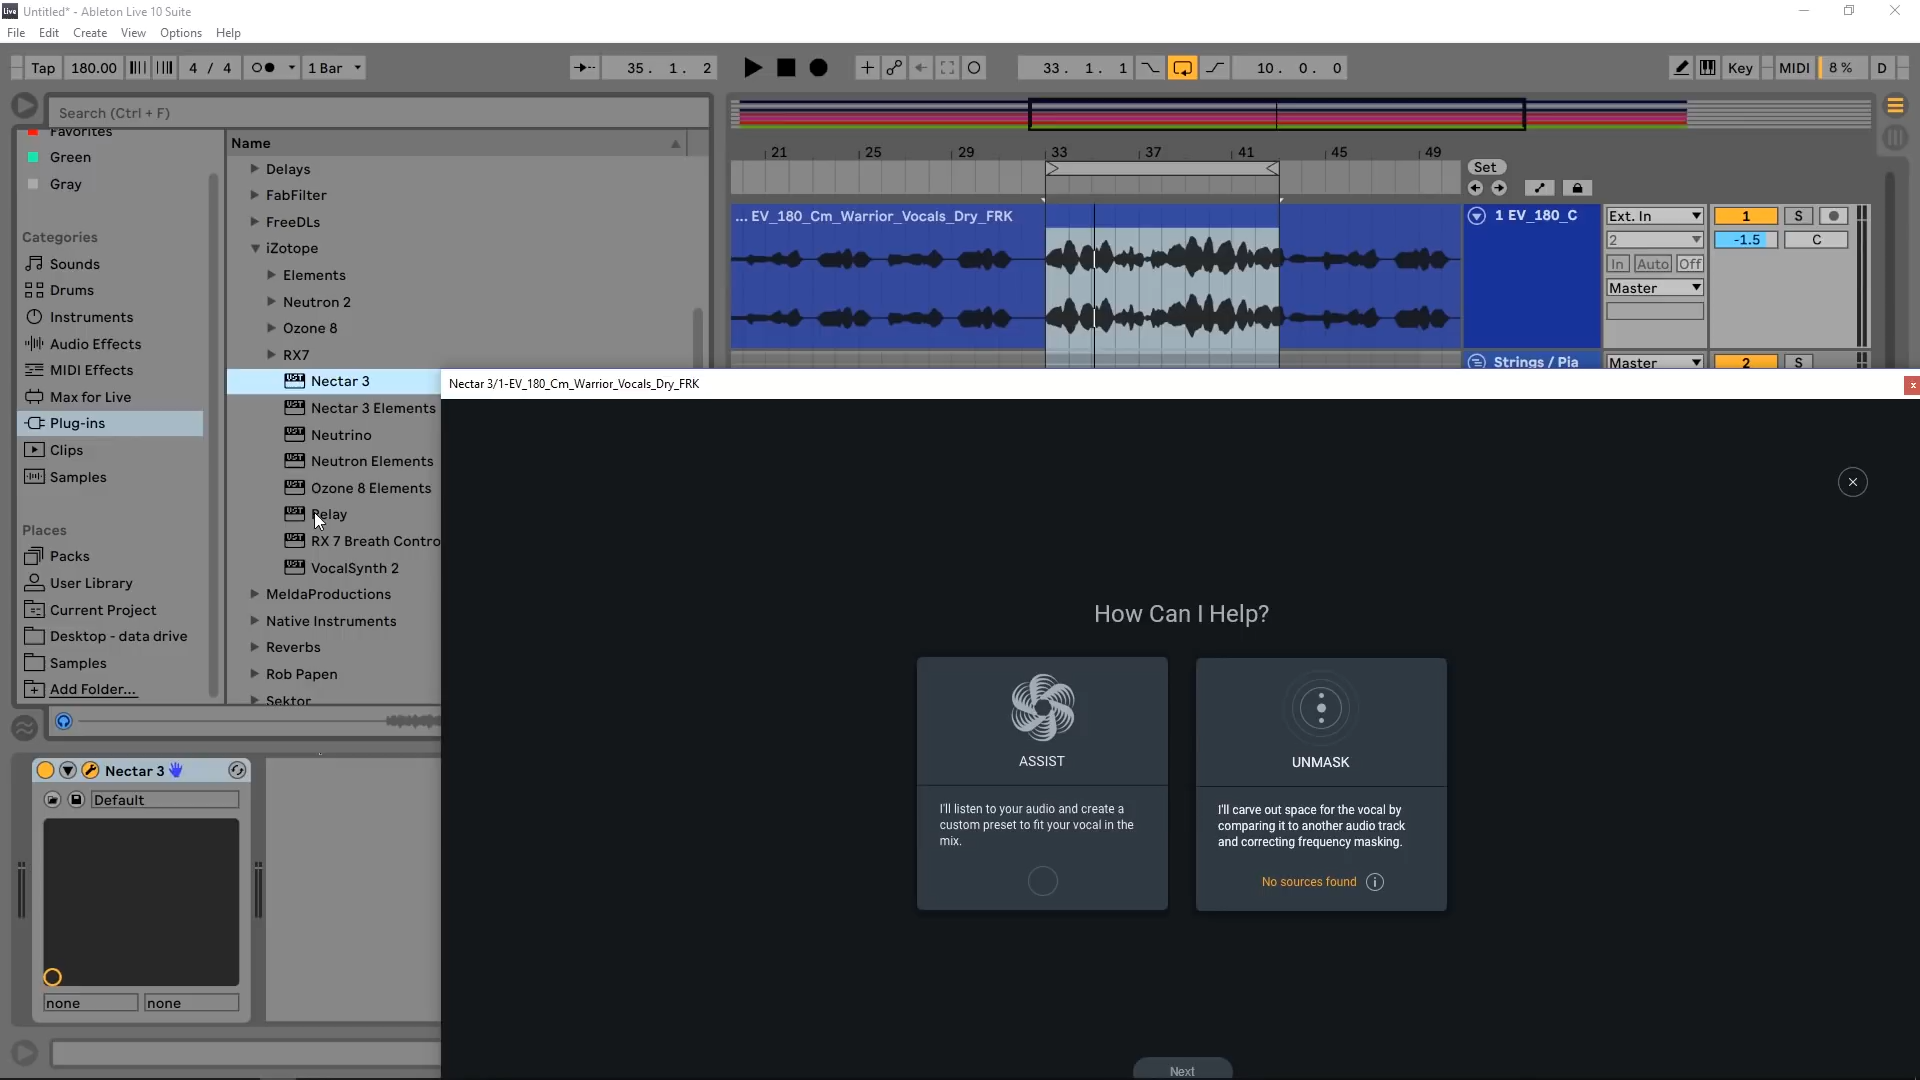 Live Untitled* - Ableton Live 10 Suite
File Edit Create View Options Help
Tap 180.00 4 / 4 1 Bar 35. 1. 2 33. 1. 1 10. 0. 0 Key MIDI 8 % D
Search (Ctrl + F)
Favorites
Green
Gray
Categories
Sounds
Drums
Instruments
Audio Effects
MIDI Effects
Max for Live
Plug-ins
Clips
Samples
Places
Packs
User Library
Current Project
Desktop - data drive
Samples
Add Folder...
Name
Delays
FabFilter
FreeDLs
iZotope
Elements
Neutron 2
Ozone 8
RX7
VST Nectar 3
VST Nectar 3 Elements
VST Neutrino
VST Neutron Elements
VST Ozone 8 Elements
VST Relay
VST RX 7 Breath Contro
VST VocalSynth 2
MeldaProductions
Native Instruments
Reverbs
Rob Papen
Sektor
21 25 29 33 37 41 45 49
Set
... EV_180_Cm_Warrior_Vocals_Dry_FRK
1 EV_180_C Ext. In 1 S
2 -1.5 C
In Auto Off
Master
Strings / Pia Master 2 S
Nectar 3/1-EV_180_Cm_Warrior_Vocals_Dry_FRK
How Can I Help?
ASSIST
I'll listen to your audio and create a
custom preset to fit your vocal in the
mix.
UNMASK
I'll carve out space for the vocal by
comparing it to another audio track
and correcting frequency masking.
No sources found i
Next
Nectar 3
Default
none none